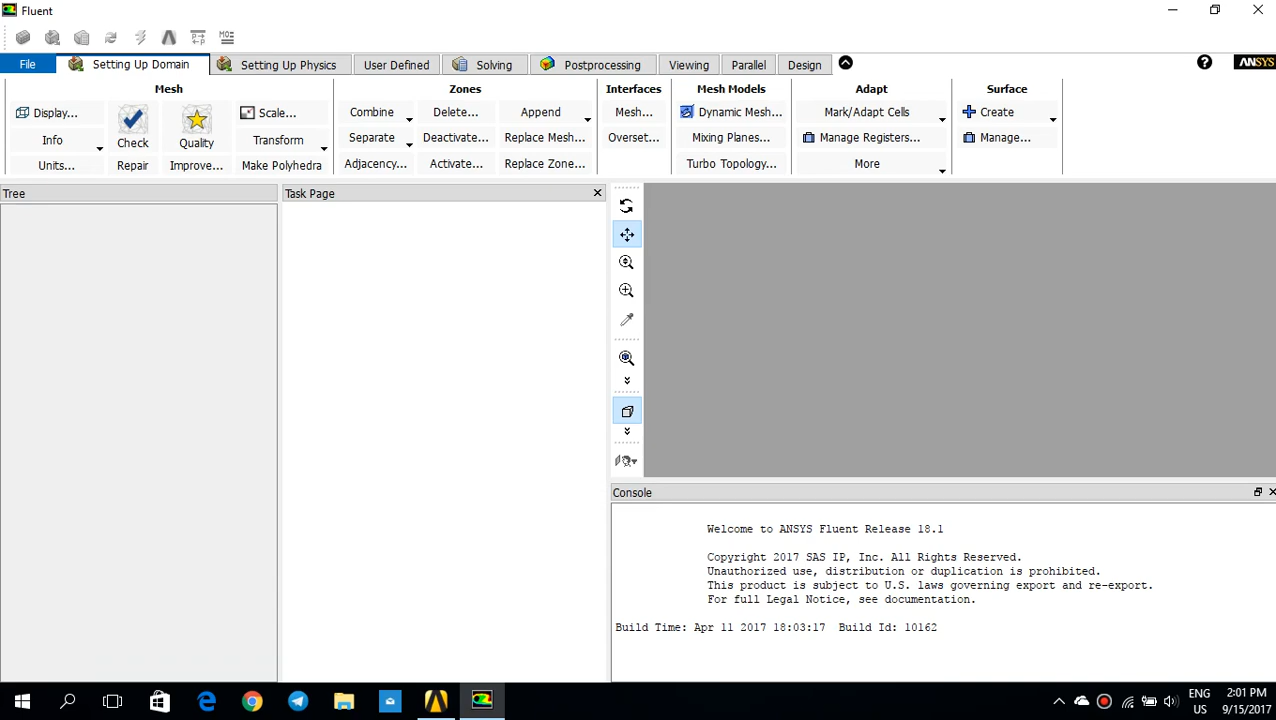 Fluent
File
Setting Up Domain
Setting Up Physics
User Defined
Solving
Postprocessing
Viewing
Parallel
Design
ANSYS
Mesh
Display...
Info
Units...
Check
Repair
Quality
Improve...
Scale...
Transform
Make Polyhedra
Zones
Combine
Separate
Adjacency...
Delete...
Deactivate...
Activate...
Append
Replace Mesh...
Replace Zone...
Interfaces
Mesh...
Overset...
Mesh Models
Dynamic Mesh...
Mixing Planes...
Turbo Topology...
Adapt
Mark/Adapt Cells
Manage Registers...
More
Surface
Create
Manage...
Tree
Task Page
Console
Welcome to ANSYS Fluent Release 18.1
Copyright 2017 SAS IP, Inc. All Rights Reserved.
Unauthorized use, distribution or duplication is prohibited.
This product is subject to U.S. laws governing export and re-export.
For full Legal Notice, see documentation.
Build Time: Apr 11 2017 18:03:17  Build Id: 10162
ENG
US
2:01 PM
9/15/2017